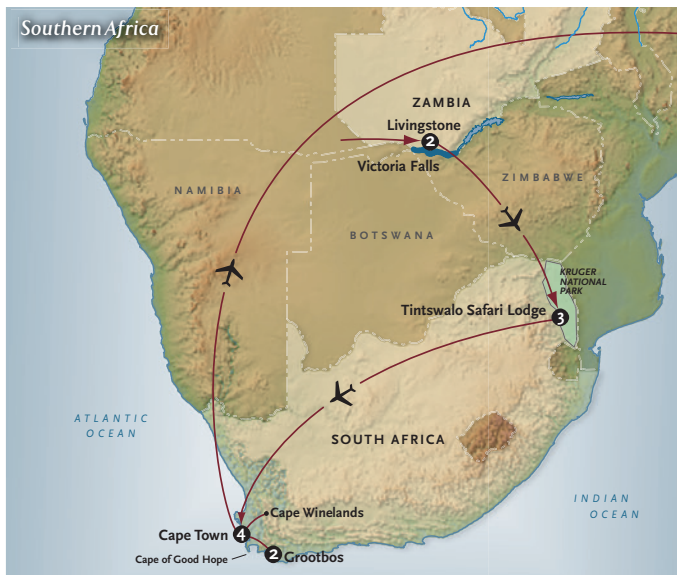 Southern Africa
ZAMBIA
Livingstone
2
Victoria Falls
ZIMBABWE
NAMIBIA
BOTSWANA
KRUGER
NATIONAL
PARK
Tintswalo Safari Lodge
3
ATLANTIC
OCEAN
SOUTH AFRICA
INDIAN
OCEAN
Cape Winelands
Cape Town
4
Cape of Good Hope
2
Grootbos